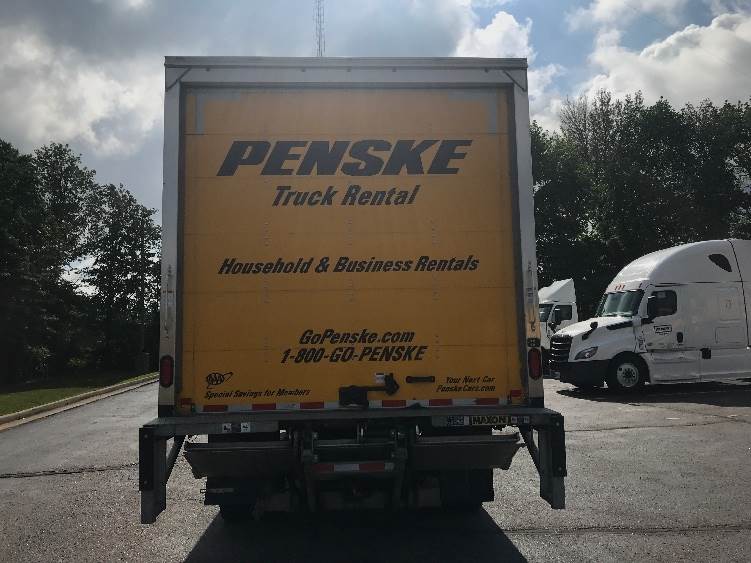 PENSKE
Truck Rental
Household & Business Rentals
GoPenske.com
1-800-GO-PENSKE
AAA
Special Savings for Members
Your Next Car
PenskeCars.com
MAXON